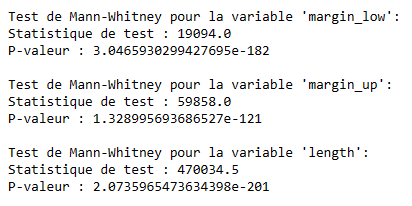 Test de Mann-Whitney pour la variable 'margin_low':
Statistique de test : 19094.0
P-valeur : 3.0465930299427695e-182
Test de Mann-Whitney pour la variable 'margin_up':
Statistique de test : 59858.0
P-valeur : 1.328995693686527e-121
Test de Mann-Whitney pour la variable 'length':
Statistique de test : 470034.5
P-valeur : 2.0735965473634398e-201